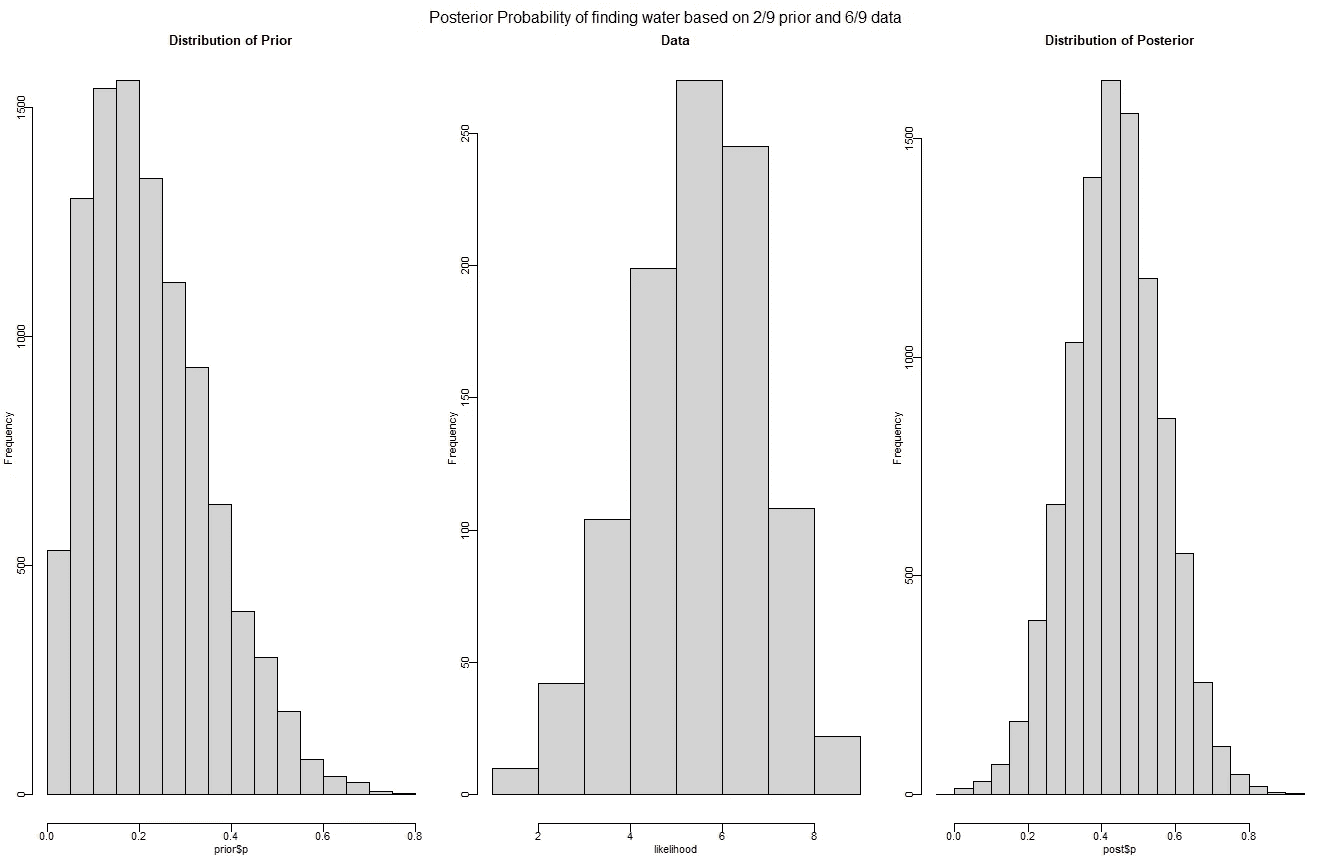 Posterior Probability of finding water based on 2/9 prior and 6/9 data
Distribution of Prior
Frequency
1500
1000
500
0
0.0 0.2 0.4 0.6 0.8
prior$p
Data
Frequency
250
200
150
100
50
0
2 4 6 8
likelihood
Distribution of Posterior
Frequency
1500
1000
500
0
0.0 0.2 0.4 0.6 0.8
post$p